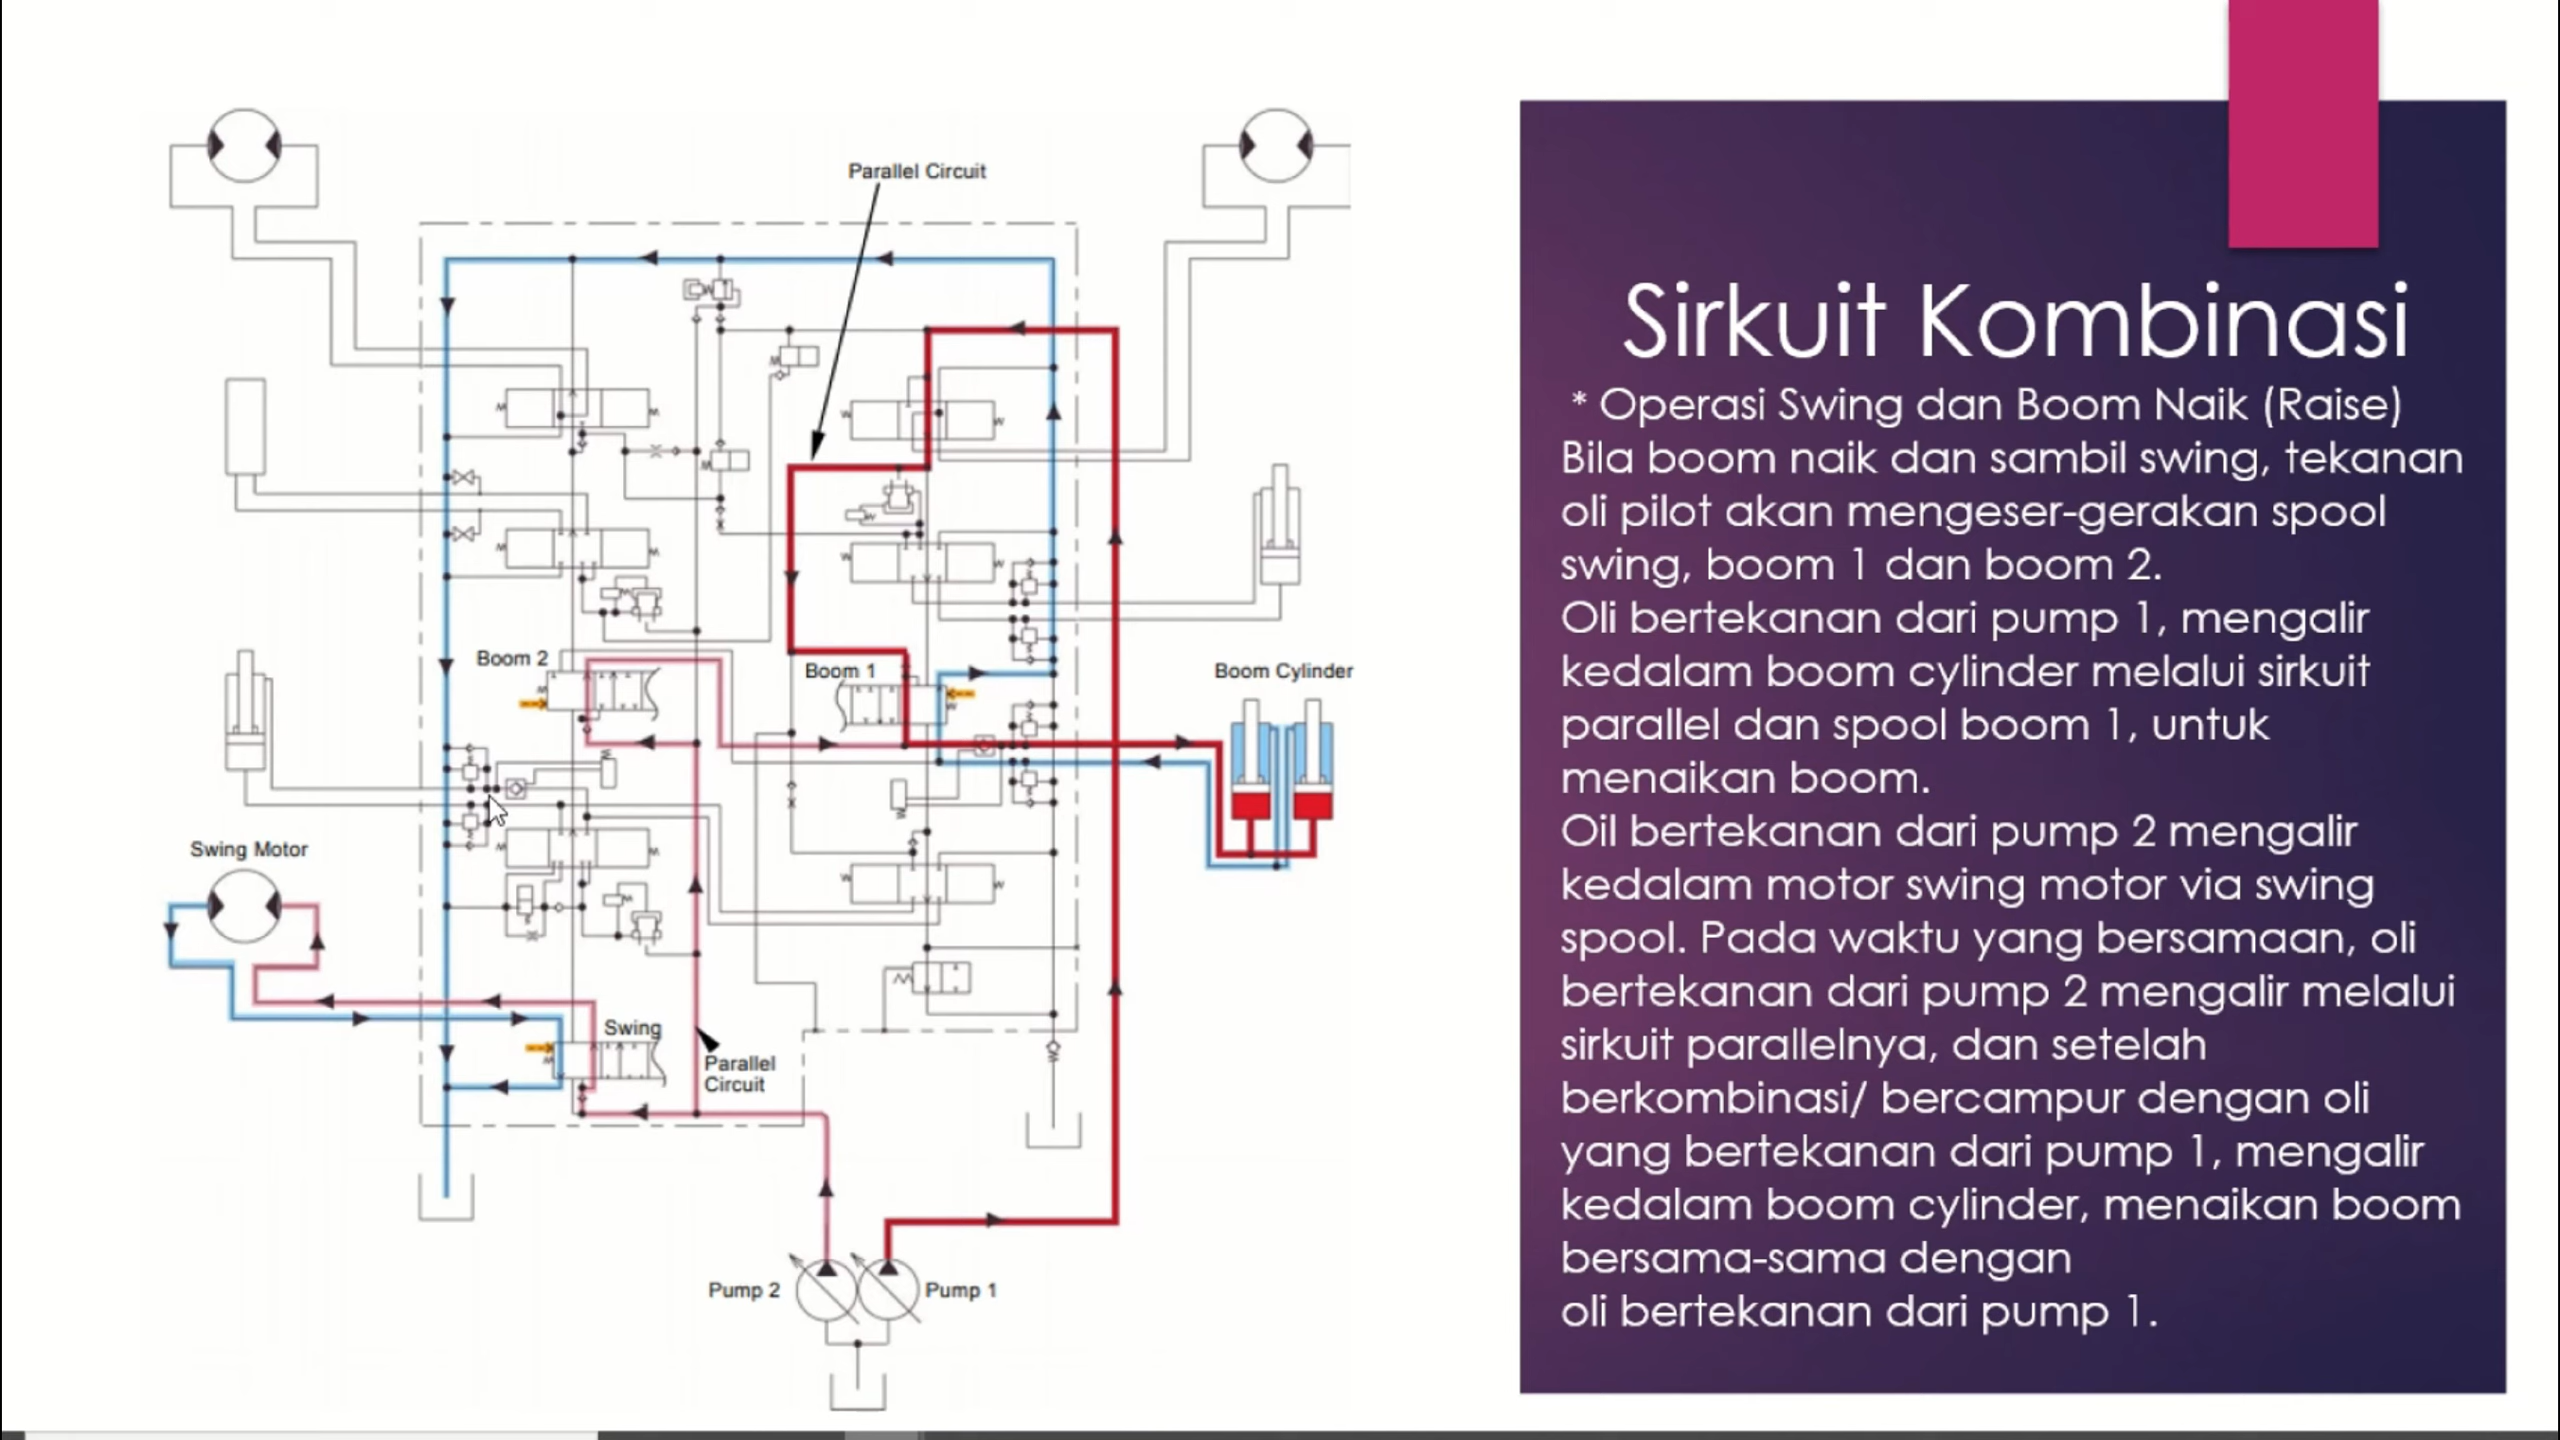 Parallel Circuit
Boom 2
Boom 1
Boom Cylinder
Swing Motor
Swing
Parallel
Circuit
Pump 2
Pump 1
Sirkuit Kombinasi
* Operasi Swing dan Boom Naik (Raise)
Bila boom naik dan sambil swing, tekanan
oli pilot akan mengeser-gerakan spool
swing, boom 1 dan boom 2.
Oli bertekanan dari pump 1, mengalir
kedalam boom cylinder melalui sirkuit
parallel dan spool boom 1, untuk
menaikan boom.
Oil bertekanan dari pump 2 mengalir
kedalam motor swing motor via swing
spool. Pada waktu yang bersamaan, oli
bertekanan dari pump 2 mengalir melalui
sirkuit parallelnya, dan setelah
berkombinasi/ bercampur dengan oli
yang bertekanan dari pump 1, mengalir
kedalam boom cylinder, menaikan boom
bersama-sama dengan
oli bertekanan dari pump 1.